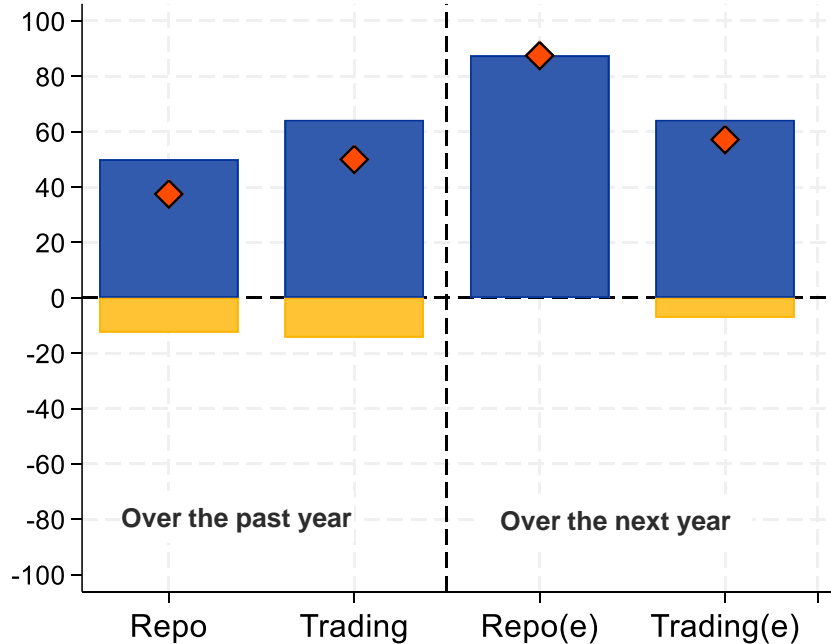 100
80
60
40
20
0
-20
-40
-60
-80
-100
Over the past year
Over the next year
Repo
Trading
Repo(e)
Trading(e)